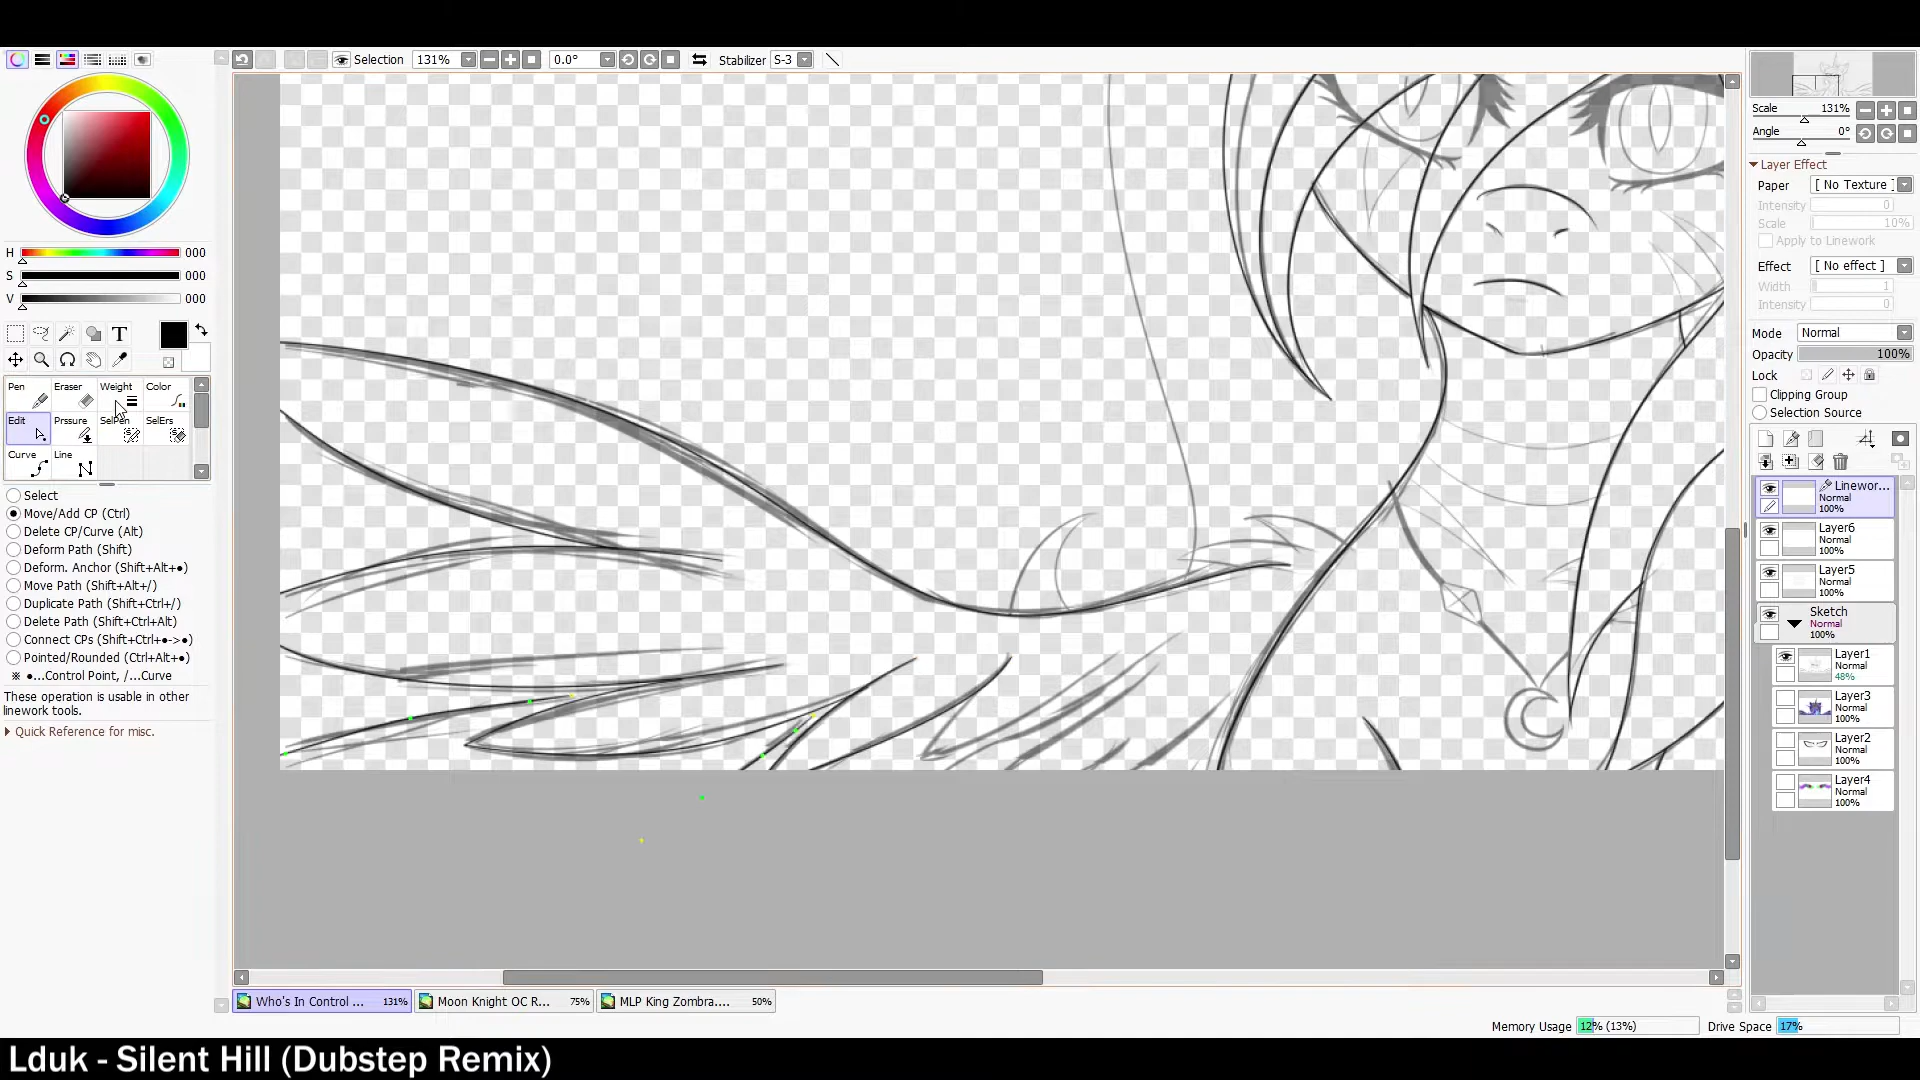 Selection 131% 0.0° Stabilizer S-3
H 000
S 000
V 000
T
Pen Eraser Weight Color
Edit Prssure SelPen SelErs
Curve Line
Select
Move/Add CP (Ctrl)
Delete CP/Curve (Alt)
Deform Path (Shift)
Deform. Anchor (Shift+Alt+●)
Move Path (Shift+Alt+/)
Duplicate Path (Shift+Ctrl+/)
Delete Path (Shift+Ctrl+Alt)
Connect CPs (Shift+Ctrl+●->●)
Pointed/Rounded (Ctrl+Alt+●)
※ ●...Control Point, /...Curve
These operation is usable in other
linework tools.
Quick Reference for misc.
Scale 131%
Angle 0°
Layer Effect
Paper [ No Texture ]
Intensity 0
Scale 10%
Apply to Linework
Effect [ No effect ]
Width 1
Intensity 0
Mode Normal
Opacity 100%
Lock
Clipping Group
Selection Source
Linewor...
Normal
100%
Layer6
Normal
100%
Layer5
Normal
100%
Sketch
Normal
100%
Layer1
Normal
48%
Layer3
Normal
100%
Layer2
Normal
100%
Layer4
Normal
100%
Who's In Control ... 131% Moon Knight OC R... 75% MLP King Zombra.... 50%
Memory Usage 12% (13%) Drive Space 17%
Lduk - Silent Hill (Dubstep Remix)